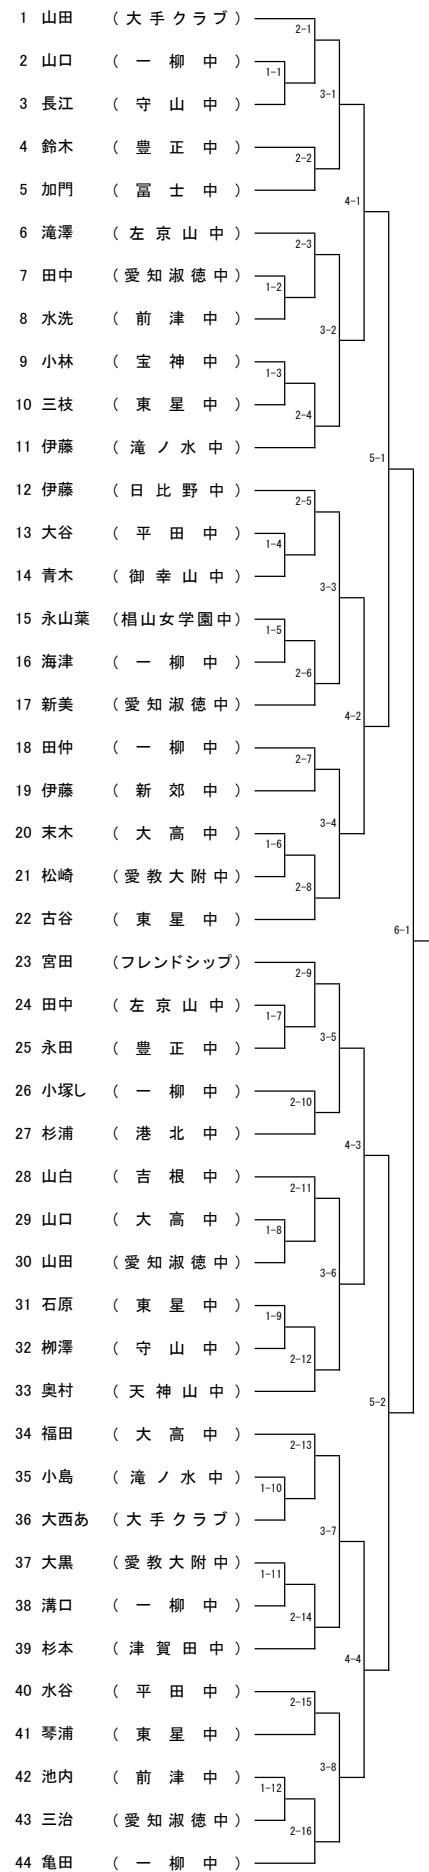 1 山田 (大手クラブ)
2-1
2 山口 (一柳中)
1-1
3 長江 (守山中)
3-1
4 鈴木 (豊正中)
2-2
5 加門 (冨士中)
4-1
6 滝澤 (左京山中)
2-3
7 田中 (愛知淑徳中)
1-2
8 水洗 (前津中)
3-2
9 小林 (宝神中)
1-3
10 三枝 (東星中)
2-4
11 伊藤 (滝ノ水中)
5-1
12 伊藤 (日比野中)
2-5
13 大谷 (平田中)
1-4
14 青木 (御幸山中)
3-3
15 永山葉 (椙山女学園中)
1-5
16 海津 (一柳中)
2-6
17 新美 (愛知淑徳中)
4-2
18 田仲 (一柳中)
2-7
19 伊藤 (新郊中)
3-4
20 末木 (大高中)
1-6
21 松崎 (愛教大附中)
2-8
22 古谷 (東星中)
6-1
23 宮田 (フレンドシップ)
2-9
24 田中 (左京山中)
1-7
25 永田 (豊正中)
3-5
26 小塚し (一柳中)
2-10
27 杉浦 (港北中)
4-3
28 山白 (吉根中)
2-11
29 山口 (大高中)
1-8
30 山田 (愛知淑徳中)
3-6
31 石原 (東星中)
1-9
32 栁澤 (守山中)
2-12
33 奥村 (天神山中)
5-2
34 福田 (大高中)
2-13
35 小島 (滝ノ水中)
1-10
36 大西あ (大手クラブ)
3-7
37 大黒 (愛教大附中)
1-11
38 溝口 (一柳中)
2-14
39 杉本 (津賀田中)
4-4
40 水谷 (平田中)
2-15
41 琴浦 (東星中)
3-8
42 池内 (前津中)
1-12
43 三治 (愛知淑徳中)
2-16
44 亀田 (一柳中)